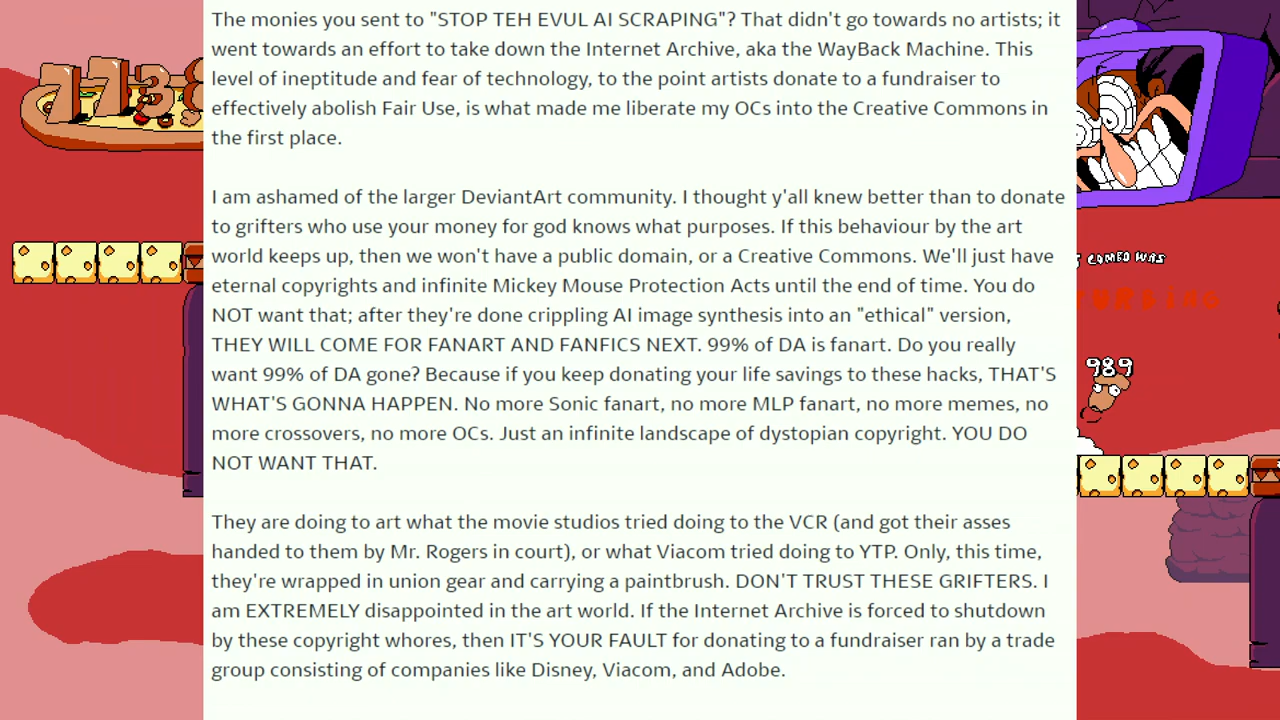 The monies you sent to "STOP TEH EVUL AI SCRAPING"? That didn't go towards no artists; it
went towards an effort to take down the Internet Archive, aka the WayBack Machine. This
level of ineptitude and fear of technology, to the point artists donate to a fundraiser to
effectively abolish Fair Use, is what made me liberate my OCs into the Creative Commons in
the first place.
I am ashamed of the larger DeviantArt community. I thought y'all knew better than to donate
to grifters who use your money for god knows what purposes. If this behaviour by the art
world keeps up, then we won't have a public domain, or a Creative Commons. We'll just have
eternal copyrights and infinite Mickey Mouse Protection Acts until the end of time. You do
NOT want that; after they're done crippling AI image synthesis into an "ethical" version,
THEY WILL COME FOR FANART AND FANFICS NEXT. 99% of DA is fanart. Do you really
want 99% of DA gone? Because if you keep donating your life savings to these hacks, THAT'S
WHAT'S GONNA HAPPEN. No more Sonic fanart, no more MLP fanart, no more memes, no
more crossovers, no more OCs. Just an infinite landscape of dystopian copyright. YOU DO
NOT WANT THAT.
They are doing to art what the movie studios tried doing to the VCR (and got their asses
handed to them by Mr. Rogers in court), or what Viacom tried doing to YTP. Only, this time,
they're wrapped in union gear and carrying a paintbrush. DON'T TRUST THESE GRIFTERS. I
am EXTREMELY disappointed in the art world. If the Internet Archive is forced to shutdown
by these copyright whores, then IT'S YOUR FAULT for donating to a fundraiser ran by a trade
group consisting of companies like Disney, Viacom, and Adobe.
1738
COMBO WAS
989